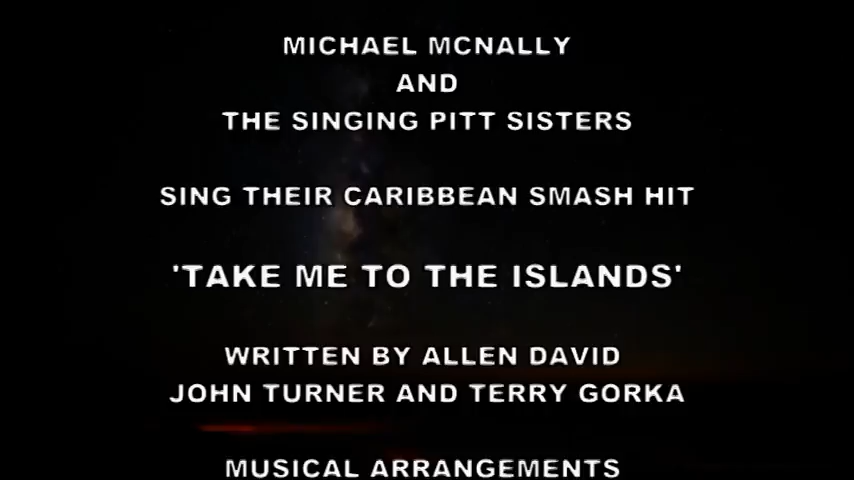 MICHAEL MCNALLY
AND
THE SINGING PITT SISTERS
SING THEIR CARIBBEAN SMASH HIT
'TAKE ME TO THE ISLANDS'
WRITTEN BY ALLEN DAVID
JOHN TURNER AND TERRY GORKA
MUSICAL ARRANGEMENTS